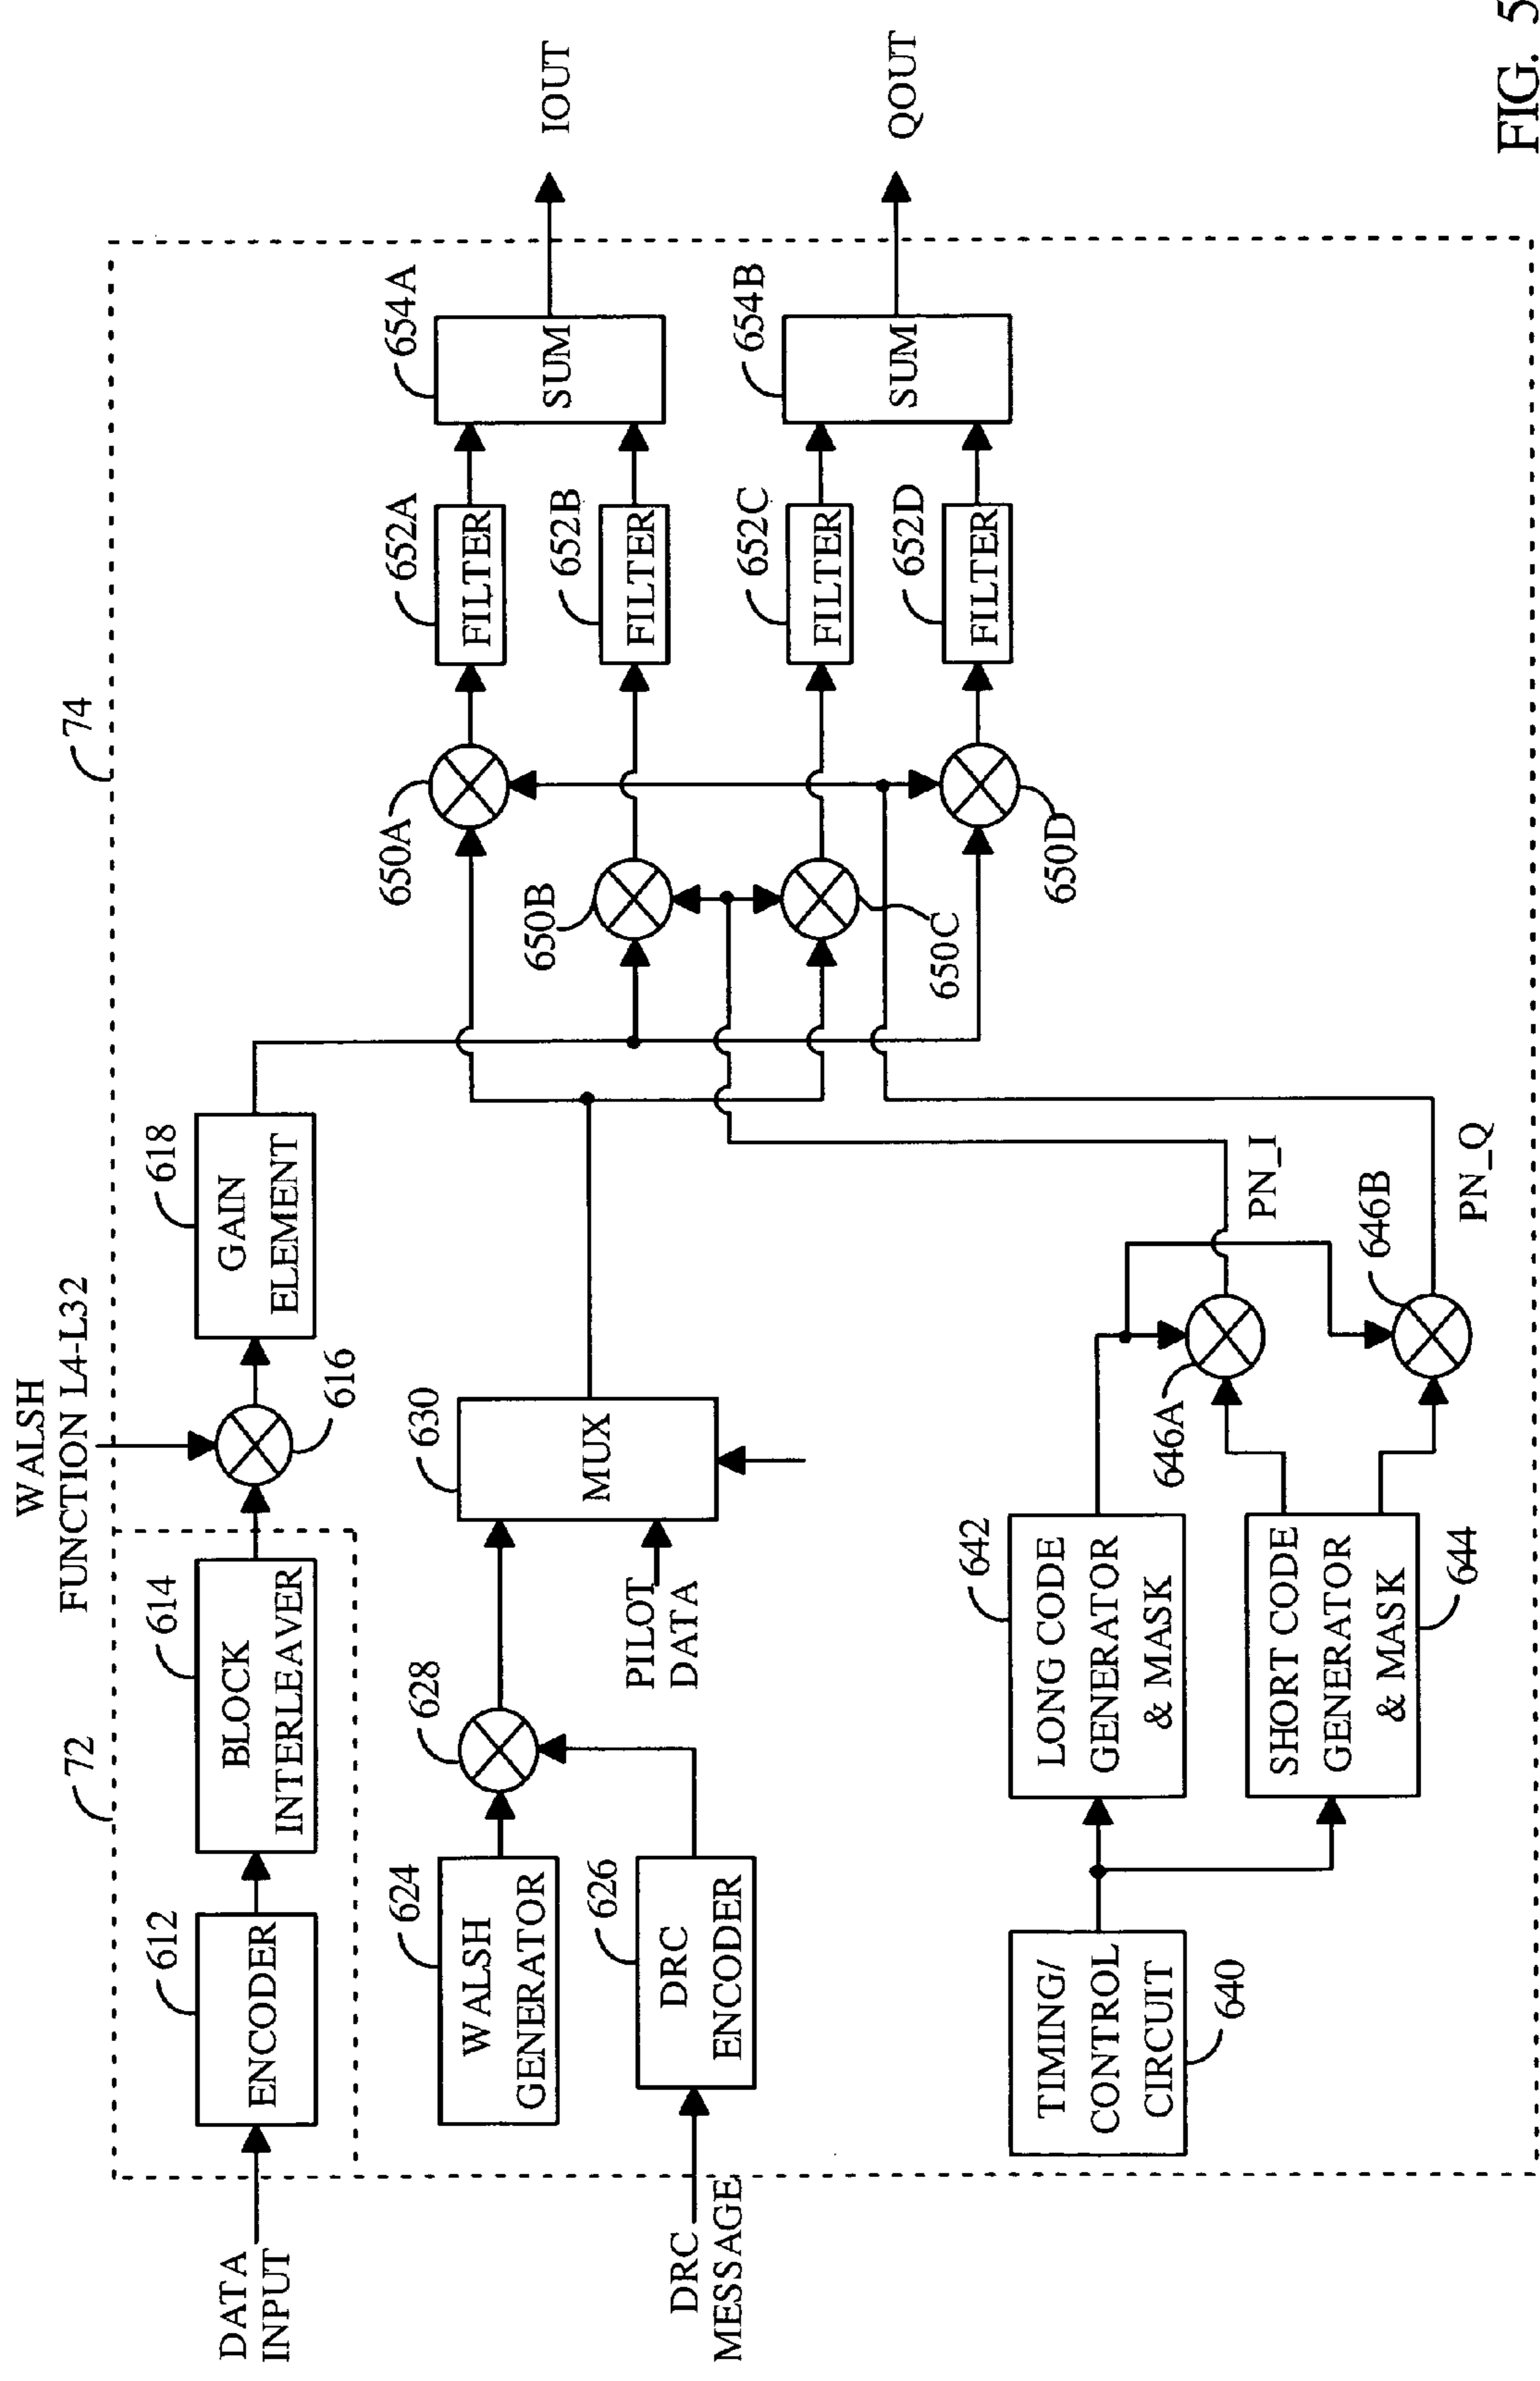 WALSH
FUNCTION L4-L32
72
74
612
614
616
618
DATA
INPUT
ENCODER
BLOCK
INTERLEAVER
GAIN
ELEMENT
624
628
630
WALSH
GENERATOR
MUX
626
DRC
MESSAGE
DRC
ENCODER
PILOT
DATA
650A
652A
654A
FILTER
SUM
IOUT
650B
652B
FILTER
650C
652C
654B
FILTER
SUM
QOUT
650D
652D
FILTER
642
TIMING/
CONTROL
CIRCUIT
640
LONG CODE
GENERATOR
& MASK
646A
PN_I
SHORT CODE
GENERATOR
& MASK
644
646B
PN_Q
FIG. 5